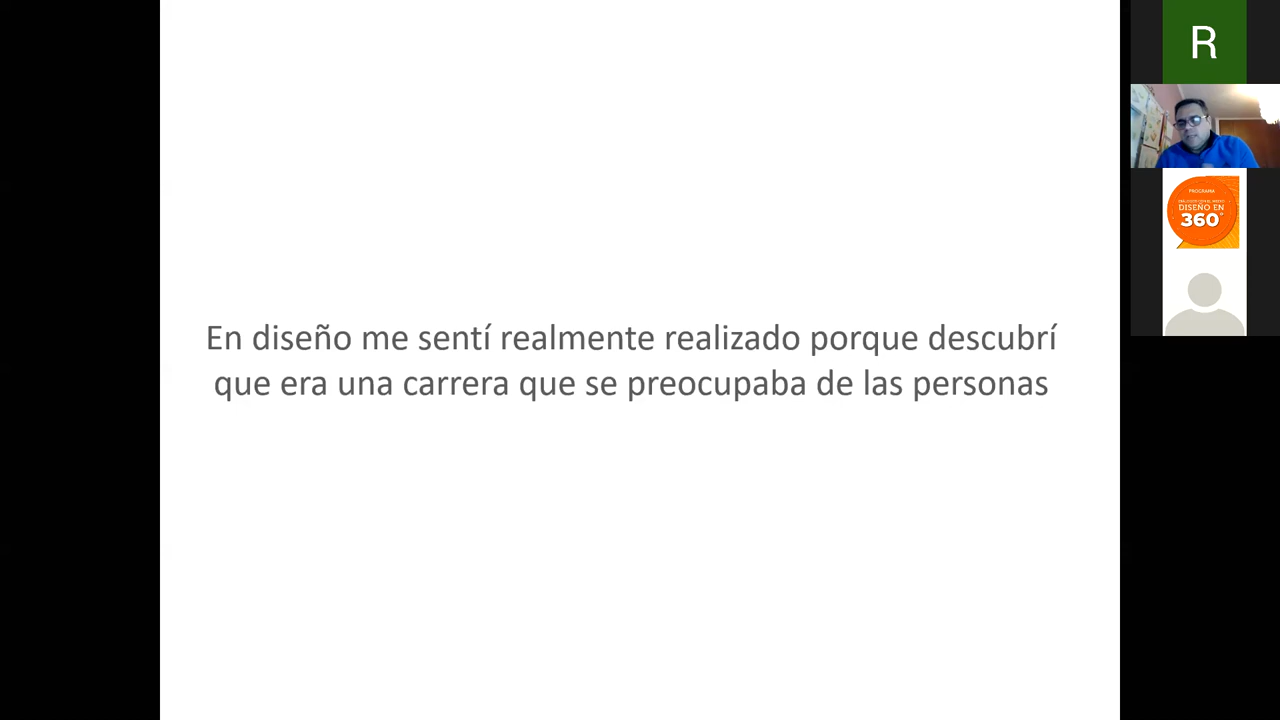 En diseño me sentí realmente realizado porque descubrí
que era una carrera que se preocupaba de las personas
R
PROGRAMA
DISEÑO EN
360°